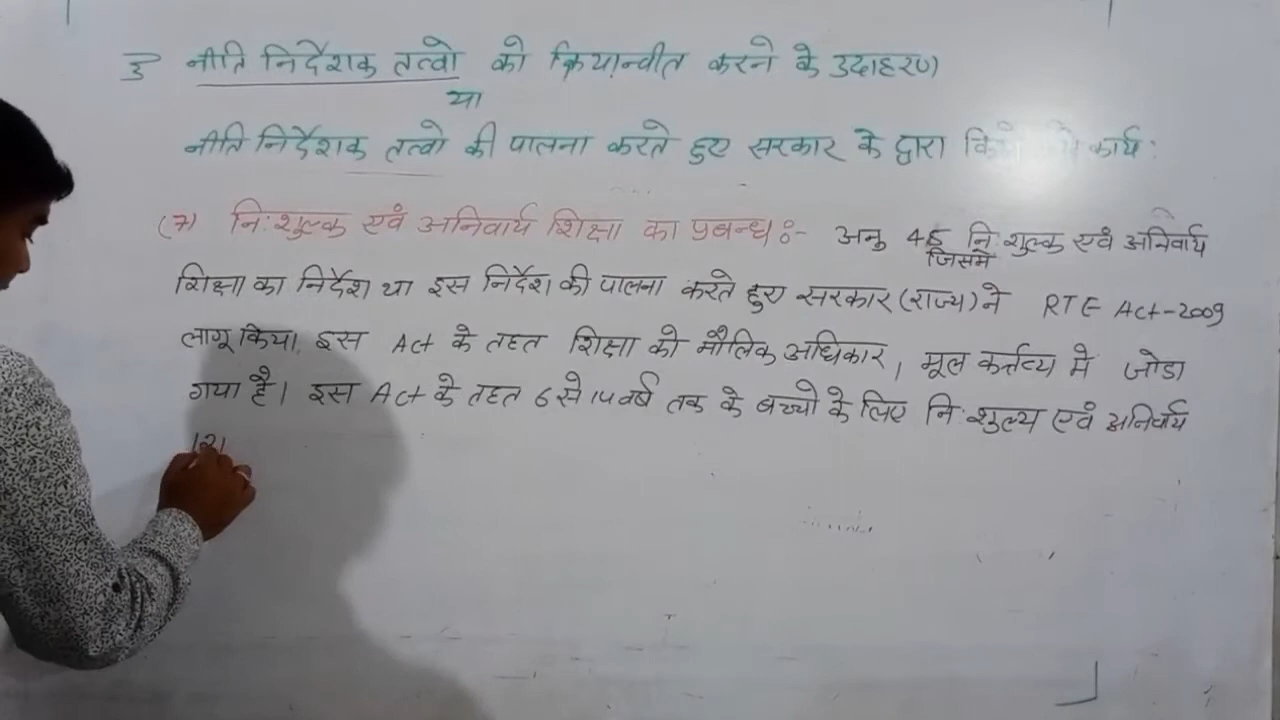 3 नीति निर्देशक तत्वो को क्रियान्वीत करने के उदाहरण
या
नीति निर्देशक तत्वो की पालना करते हुए सरकार के द्वारा कार्य:
(7) नि:शुल्क एवं अनिवार्य शिक्षा का प्रबन्ध:- अनु 45 नि:शुल्क एवं अनिवार्य
जिसमें
शिक्षा का निर्देश था इस निर्देश की पालना करते हुए सरकार (राज्य) ने RTE Act-2009
लागू किया, इस Act के तहत शिक्षा को मौलिक अधिकार, मूल कर्त्तव्य मे जोडा
गया है। इस Act के तहत 6 से 14 वर्ष तक के बच्चो के लिए नि:शुल्य एवं अनिवार्य